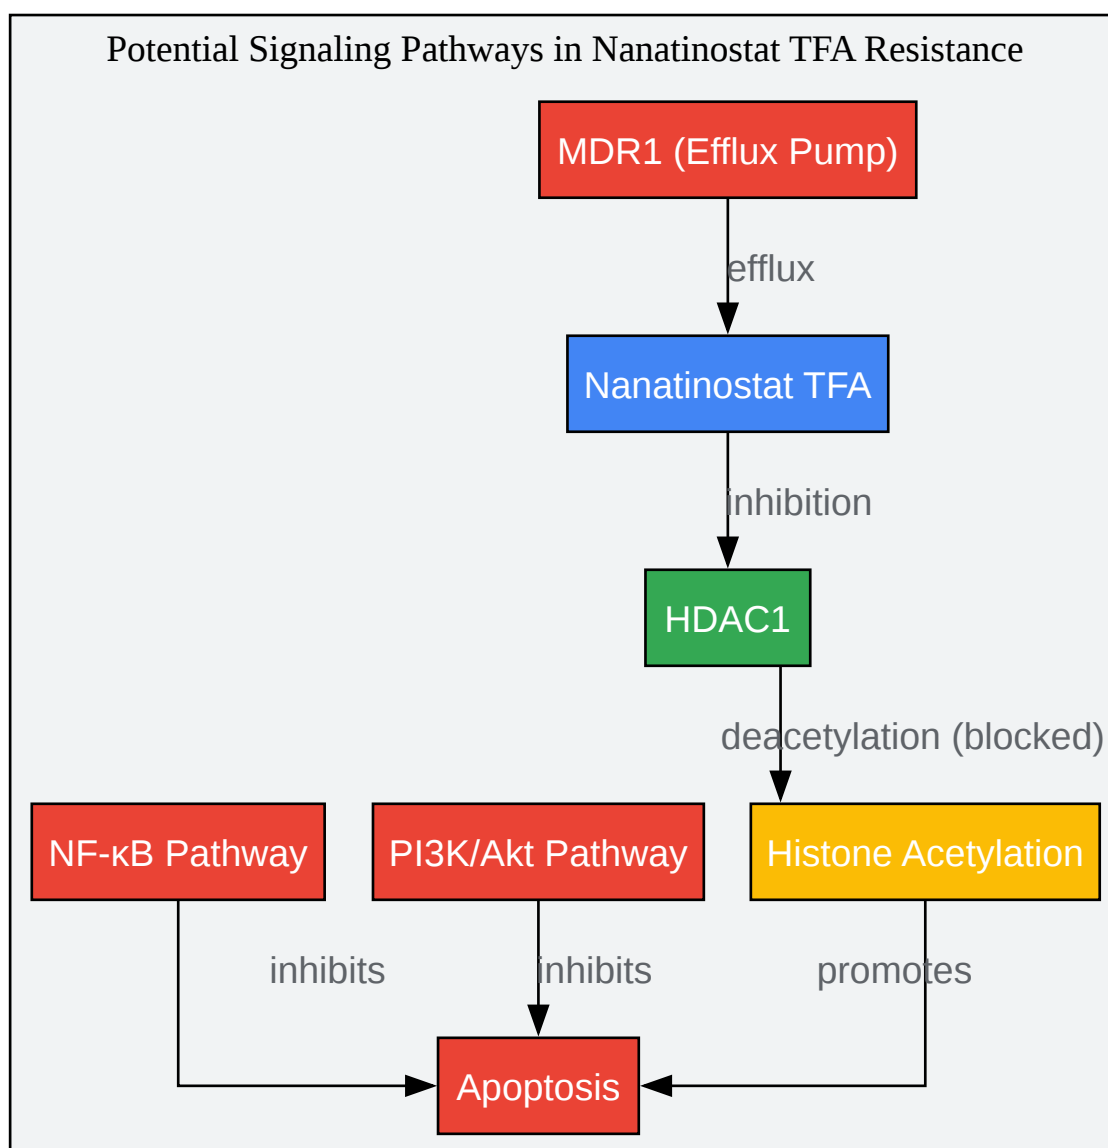 Potential Signaling Pathways in Nanatinostat TFA Resistance
MDR1 (Efflux Pump)
efflux
Nanatinostat TFA
inhibition
HDAC1
deacetylation (blocked)
NF-κB Pathway
PI3K/Akt Pathway
Histone Acetylation
inhibits
inhibits
promotes
Apoptosis